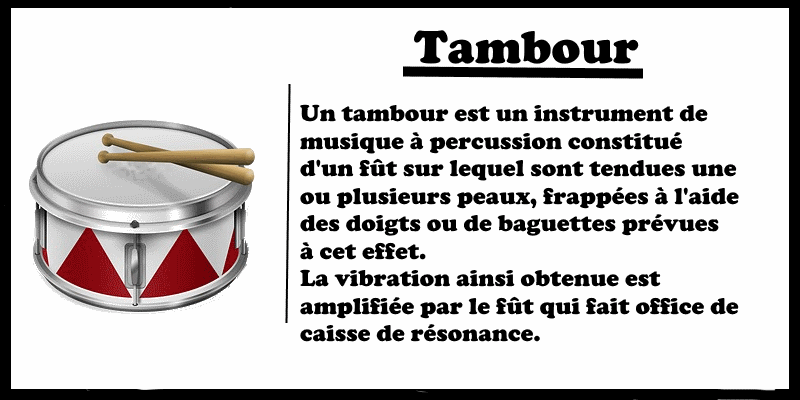 Tambour
Un tambour est un instrument de
musique à percussion constitué
d'un fût sur lequel sont tendues une
ou plusieurs peaux, frappées à l'aide
des doigts ou de baguettes prévues
à cet effet.
La vibration ainsi obtenue est
amplifiée par le fût qui fait office de
caisse de résonance.